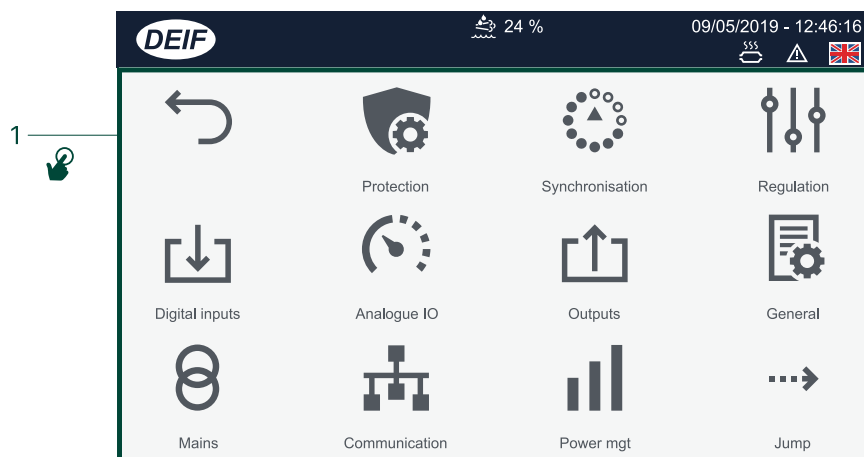 DEIF
24 %
09/05/2019 - 12:46:16
1
Protection
Synchronisation
Regulation
Digital inputs
Analogue IO
Outputs
General
Mains
Communication
Power mgt
Jump